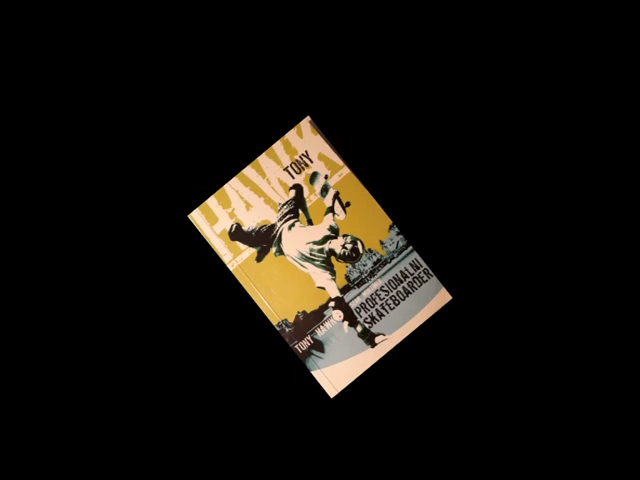 HAWK
TONY
PROFESIONALNI
SKATEBOARDER
TONY HAWK